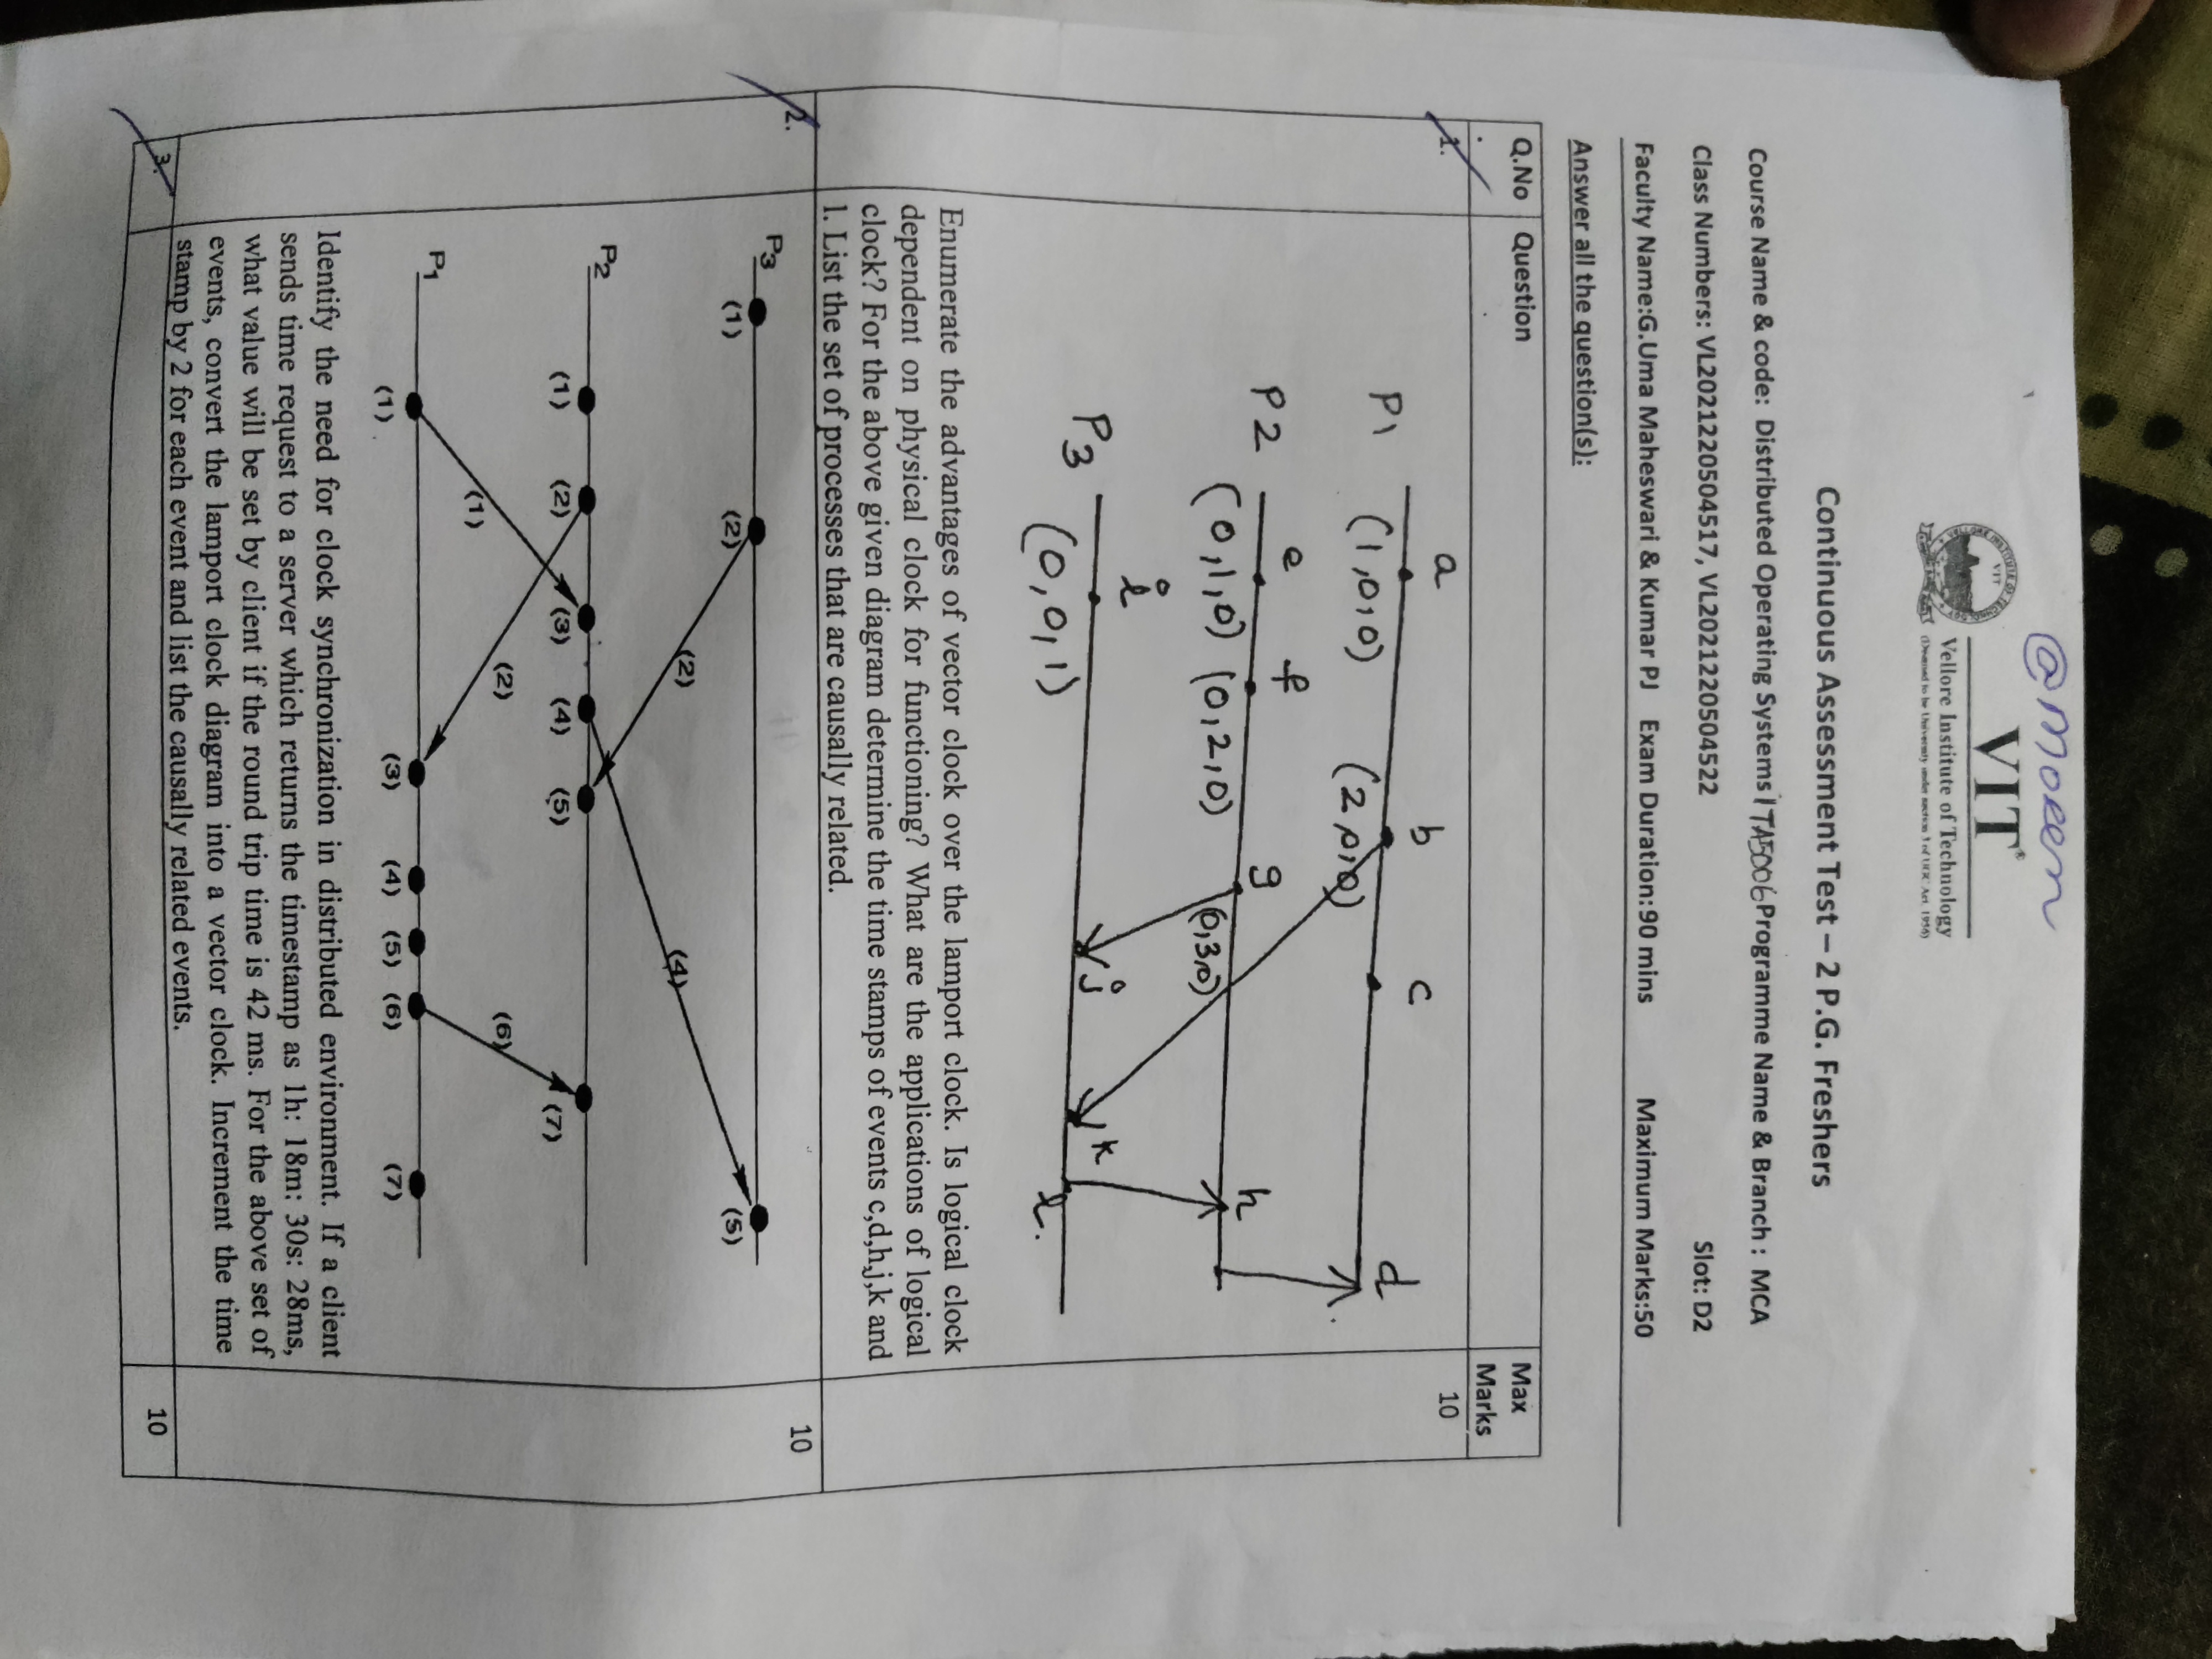 @Moeen
VIT®
VIT
VELLORE INSTITUTE OF TECHNOLOGY
Vellore Institute of Technology
(Deemed to be University under section 3 of UGC Act, 1956)
Continuous Assessment Test – 2 P.G. Freshers
Course Name & code: Distributed Operating Systems ITA5006 Programme Name & Branch : MCA
Class Numbers: VL2021220504517, VL2021220504522 Slot: D2
Faculty Name:G.Uma Maheswari & Kumar PJ Exam Duration:90 mins Maximum Marks:50
Answer all the question(s):
Q.No. Question Max Marks
1. 10
a b c d
P1
(1,0,0) (2,0,0)
e f g h
P2
(0,1,0) (0,2,0) (0,3,0)
i j k
P3
(0,0,1) l.
Enumerate the advantages of vector clock over the lamport clock. Is logical clock
dependent on physical clock for functioning? What are the applications of logical
clock? For the above given diagram determine the time stamps of events c,d,h,j,k and
l. List the set of processes that are causally related.
2. 10
P3
(1) (2) (5)
(2) (4)
P2
(1) (2) (3) (4) (5) (7)
(1) (2) (6)
P1
(1) (3) (4) (5) (6) (7)
Identify the need for clock synchronization in distributed environment. If a client
sends time request to a server which returns the timestamp as 1h: 18m: 30s: 28ms,
what value will be set by client if the round trip time is 42 ms. For the above set of
events, convert the lamport clock diagram into a vector clock. Increment the time
stamp by 2 for each event and list the causally related events.
3. 10